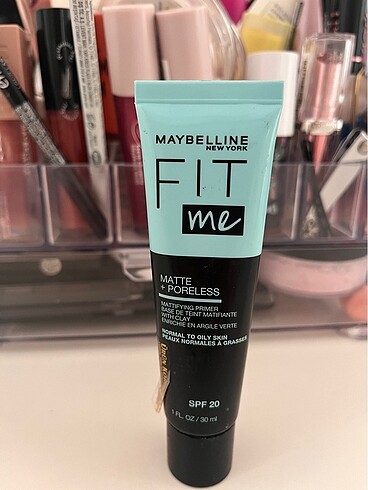 MAYBELLINE
NEW YORK
FIT
me
MATTE
+ PORELESS
MATTIFYING PRIMER
BASE DE TEINT MATIFIANTE
WITH CLAY
ENRICHIE EN ARGILE VERTE
NORMAL TO OILY SKIN
PEAUX NORMALES À GRASSES
SPF 20
1 FL. OZ / 30 ml